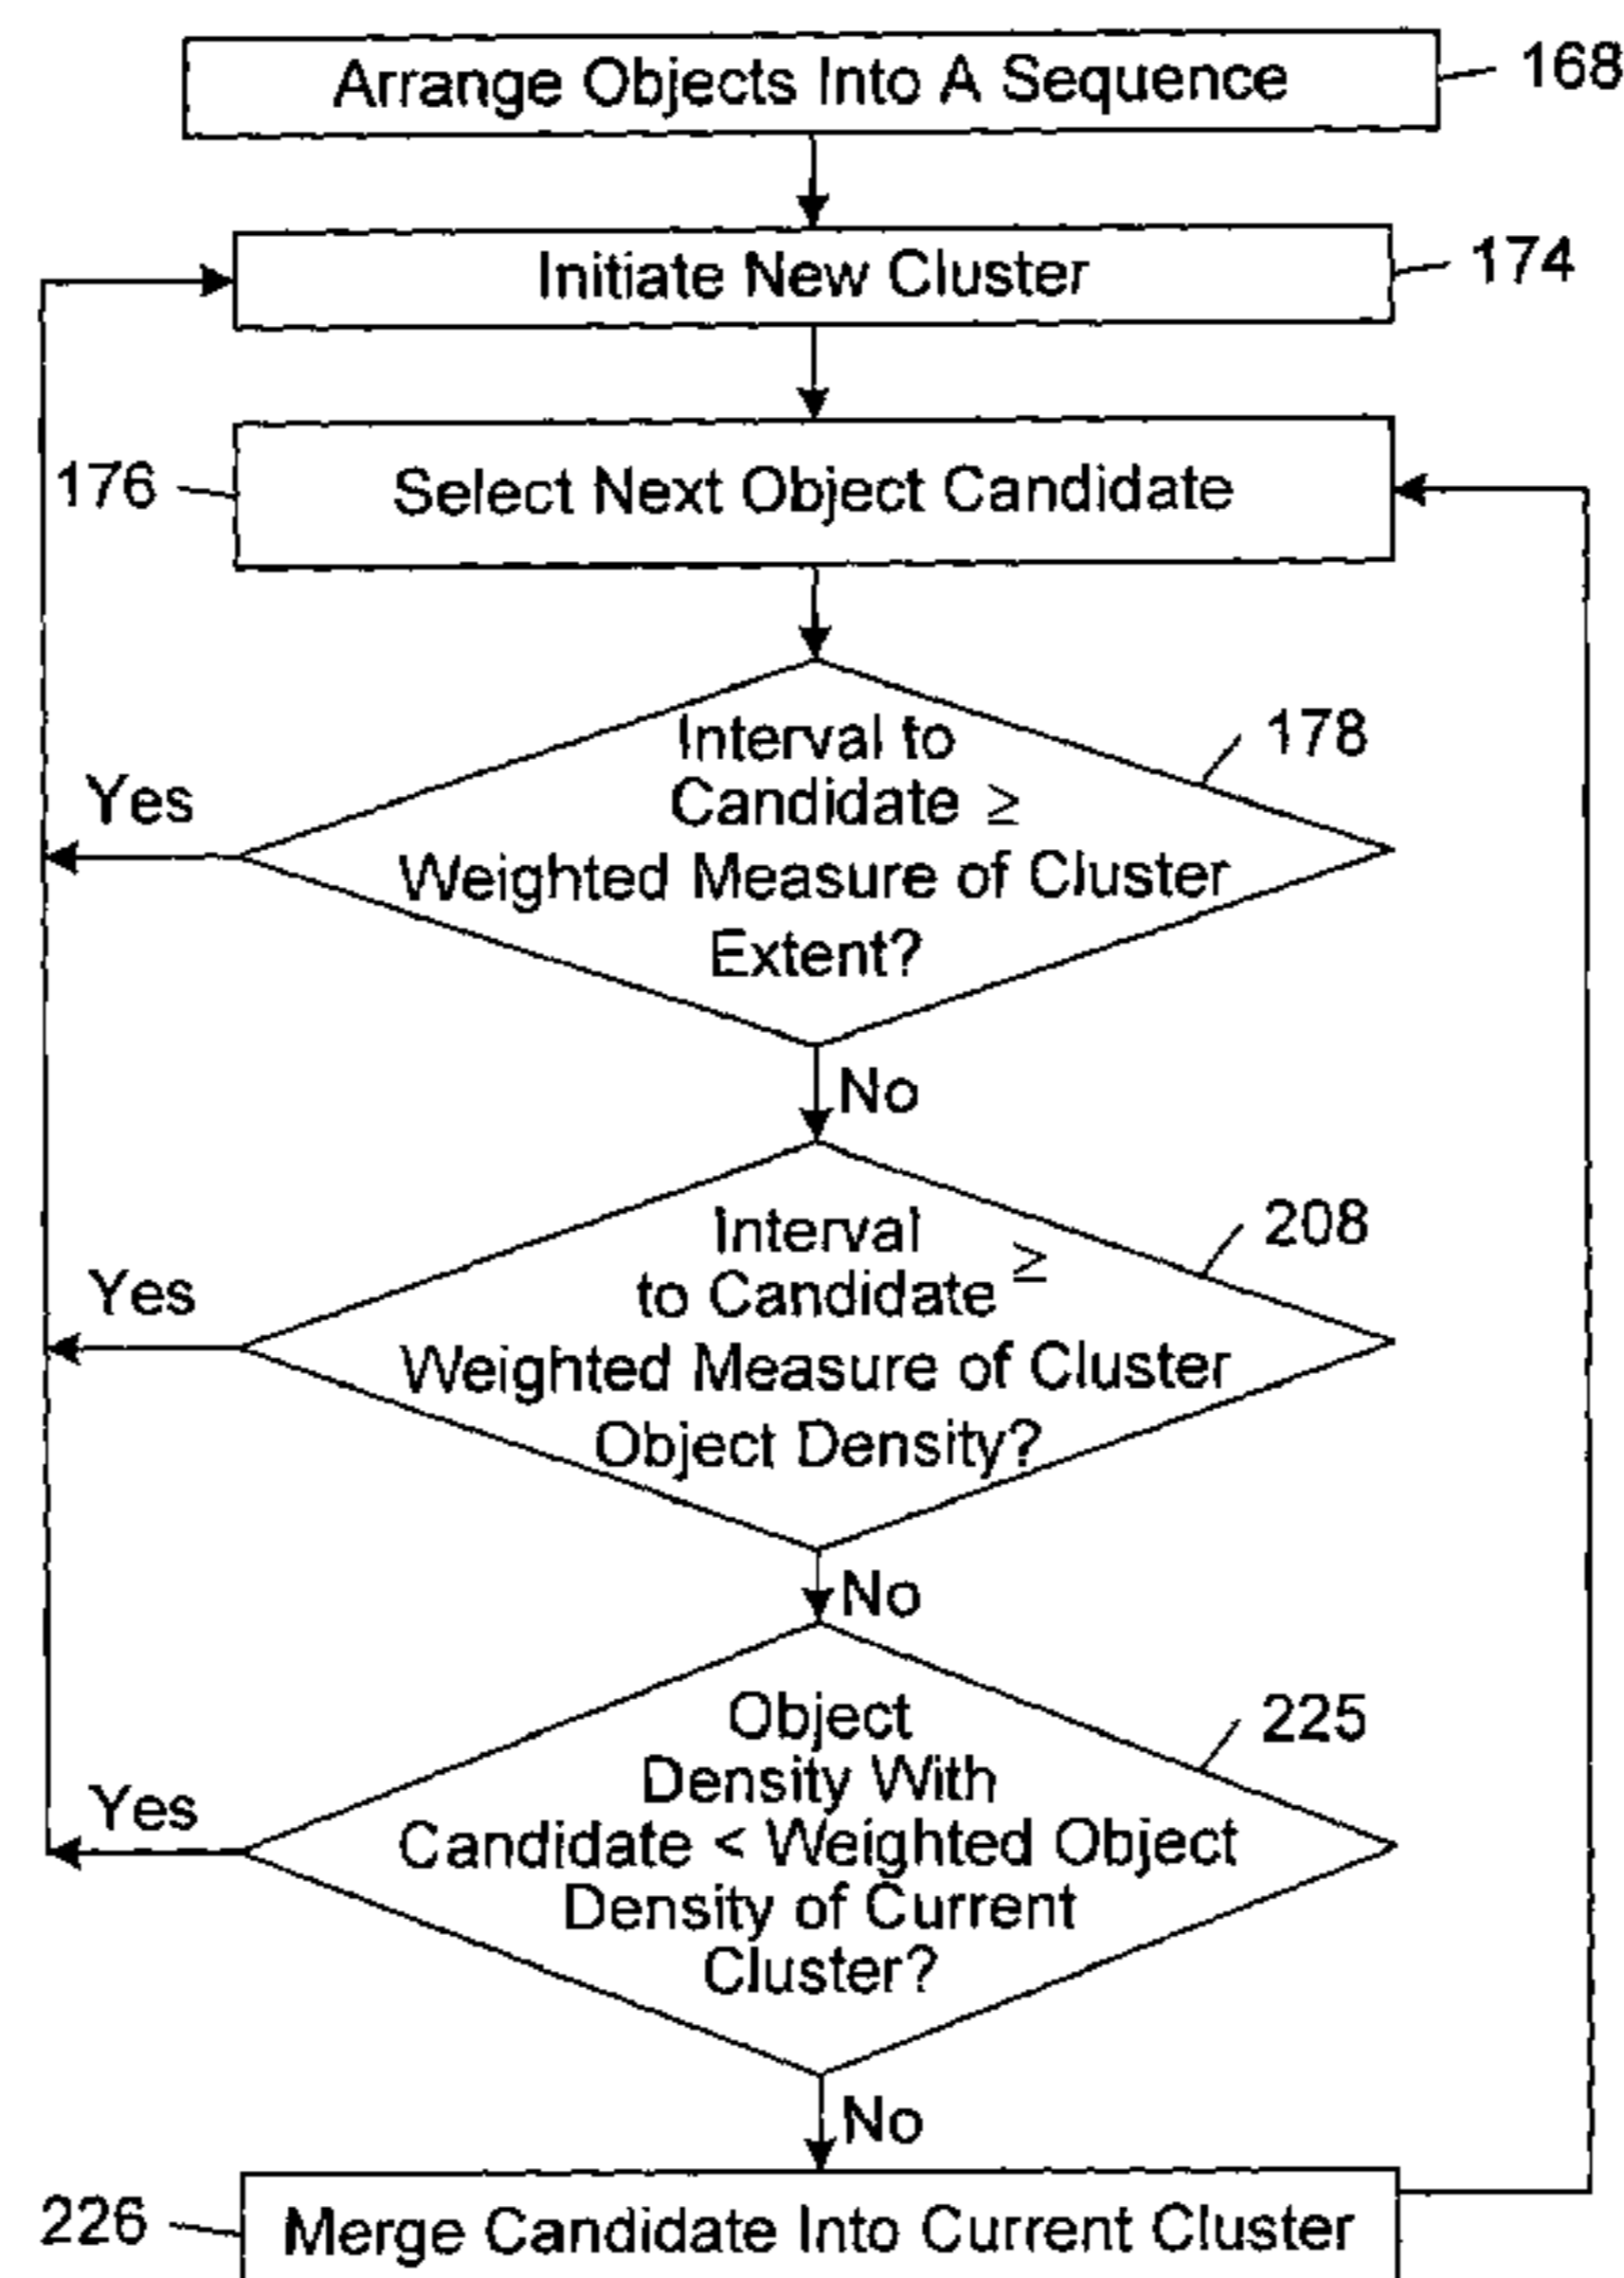 Arrange Objects Into A Sequence
168
Initiate New Cluster
174
176
Select Next Object Candidate
Interval to
Candidate ≥
Weighted Measure of Cluster
Extent?
178
Yes
No
Interval
to Candidate ≥
Weighted Measure of Cluster
Object Density?
208
Yes
No
Object
Density With
Candidate < Weighted Object
Density of Current
Cluster?
225
Yes
No
226
Merge Candidate Into Current Cluster